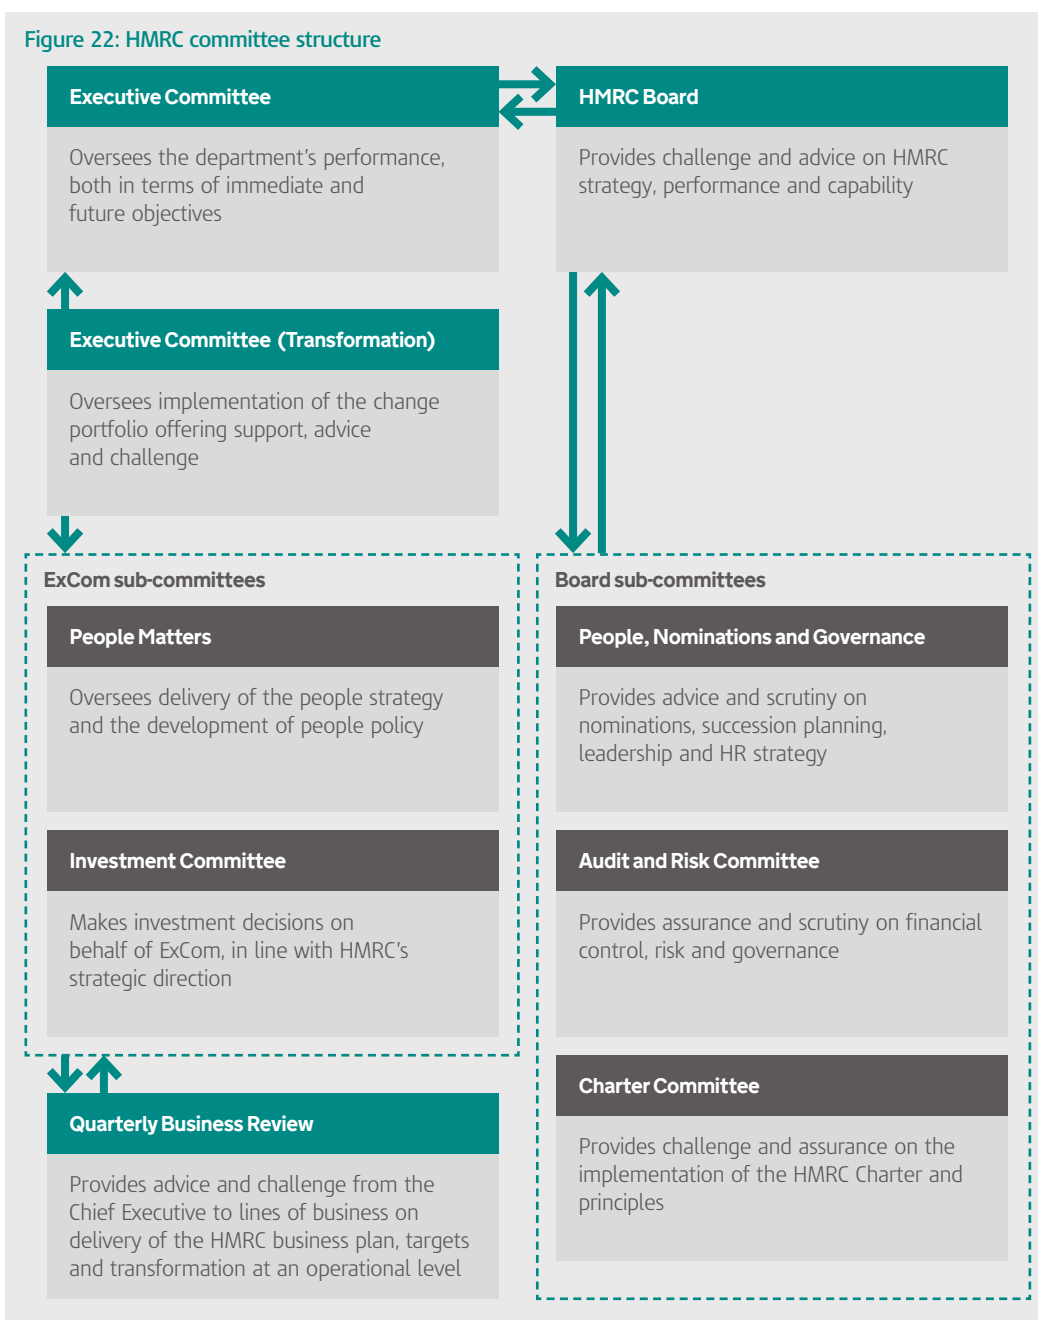 Figure 22: HMRC committee structure
Executive Committee
Oversees the department's performance,
both in terms of immediate and
future objectives
HMRC Board
Provides challenge and advice on HMRC
strategy, performance and capability
Executive Committee (Transformation)
Oversees implementation of the change
portfolio offering support, advice
and challenge
ExCom sub-committees
People Matters
Oversees delivery of the people strategy
and the development of people policy
Investment Committee
Makes investment decisions on
behalf of ExCom, in line with HMRC's
strategic direction
Quarterly Business Review
Provides advice and challenge from the
Chief Executive to lines of business on
delivery of the HMRC business plan, targets
and transformation at an operational level
Board sub-committees
People, Nominations and Governance
Provides advice and scrutiny on
nominations, succession planning,
leadership and HR strategy
Audit and Risk Committee
Provides assurance and scrutiny on financial
control, risk and governance
Charter Committee
Provides challenge and assurance on the
implementation of the HMRC Charter and
principles